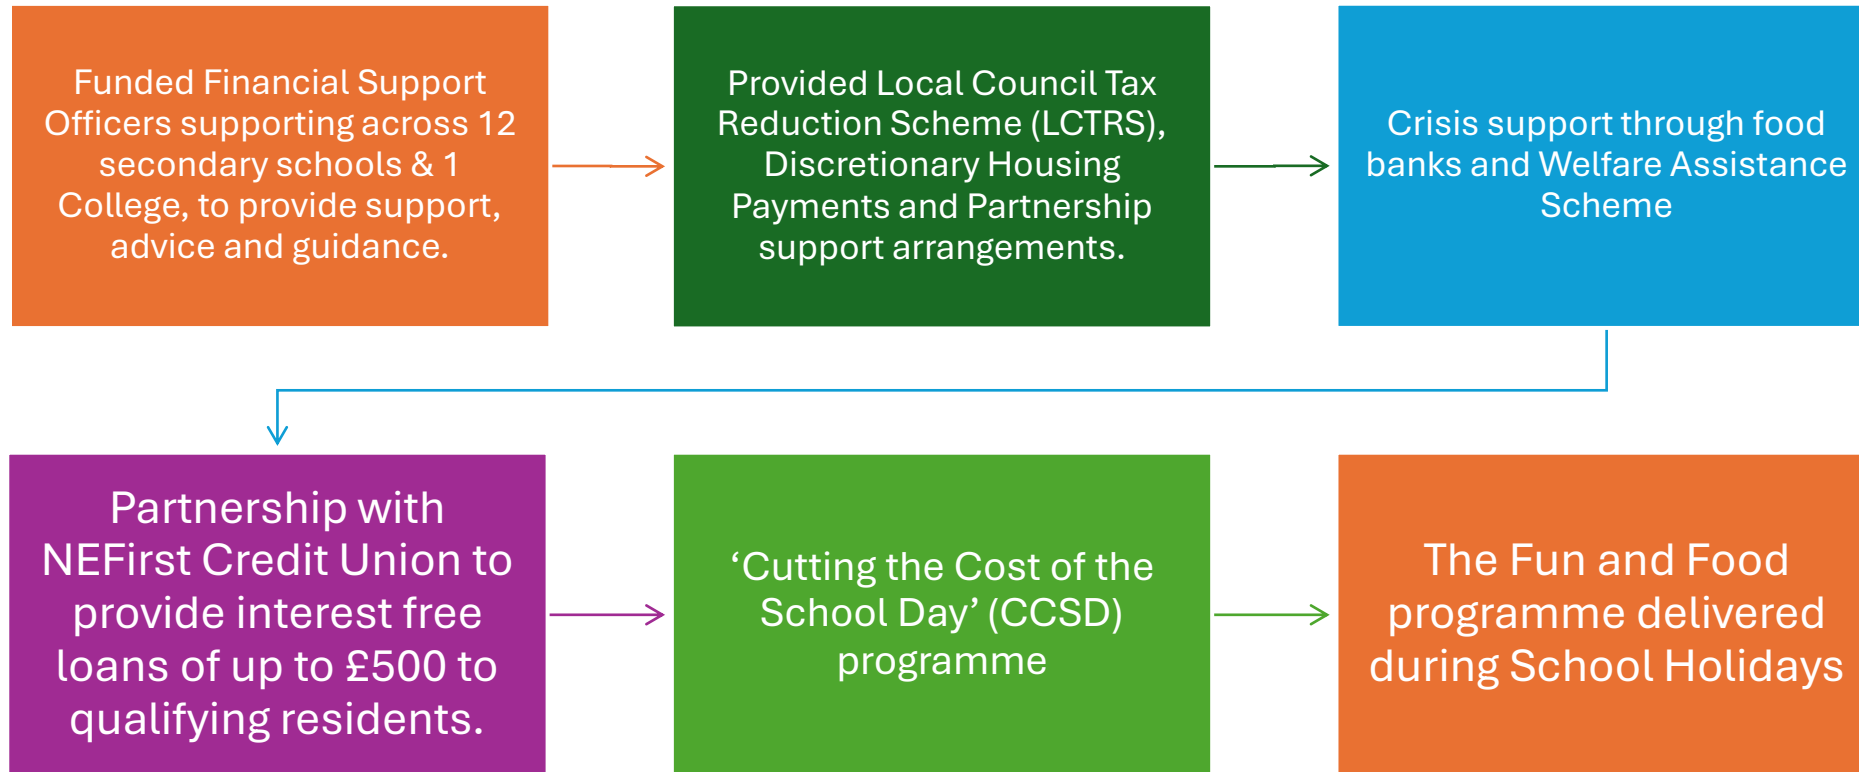 Funded Financial Support
Officers supporting across 12
secondary schools & 1
College, to provide support,
advice and guidance.
Provided Local Council Tax
Reduction Scheme (LCTRS),
Discretionary Housing
Payments and Partnership
support arrangements.
Crisis support through food
banks and Welfare Assistance
Scheme
Partnership with
NEFirst Credit Union to
provide interest free
loans of up to £500 to
qualifying residents.
‘Cutting the Cost of the
School Day’ (CCSD)
programme
The Fun and Food
programme delivered
during School Holidays